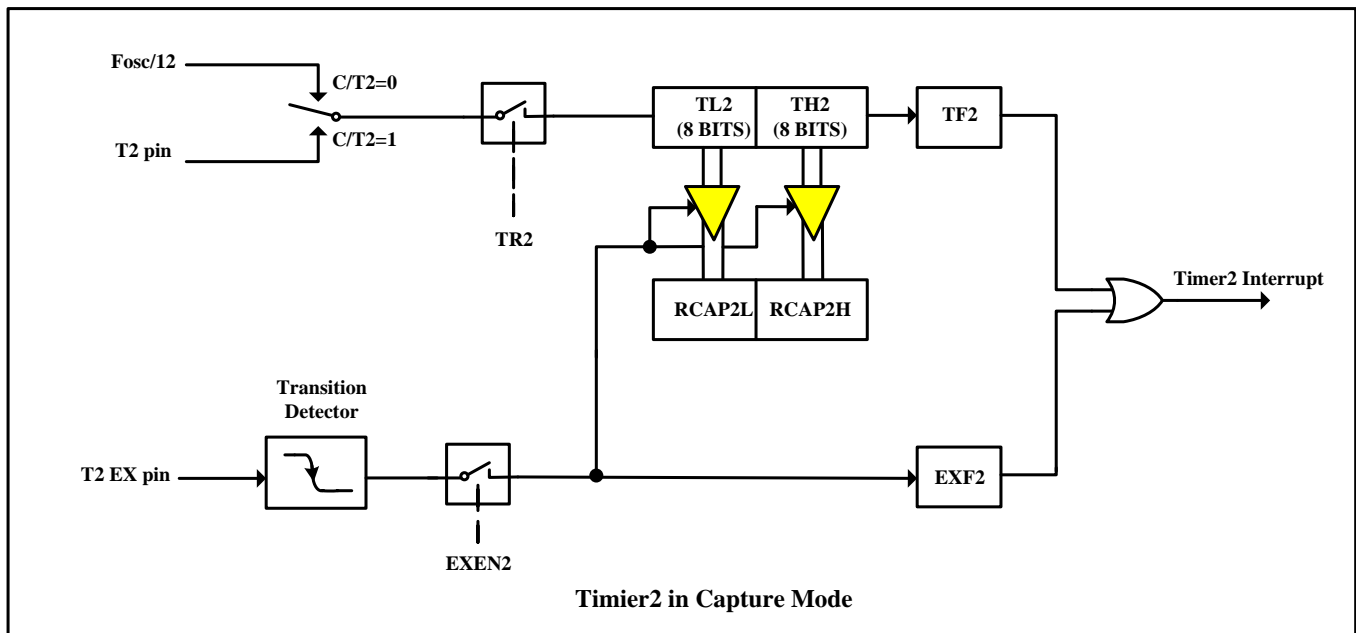 Fosc/12
C/T2=0
C/T2=1
T2 pin
TR2
TL2
(8 BITS)
TH2
(8 BITS)
TF2
RCAP2L
RCAP2H
Timer2 Interrupt
Transition
Detector
T2 EX pin
EXEN2
EXF2
Timier2 in Capture Mode